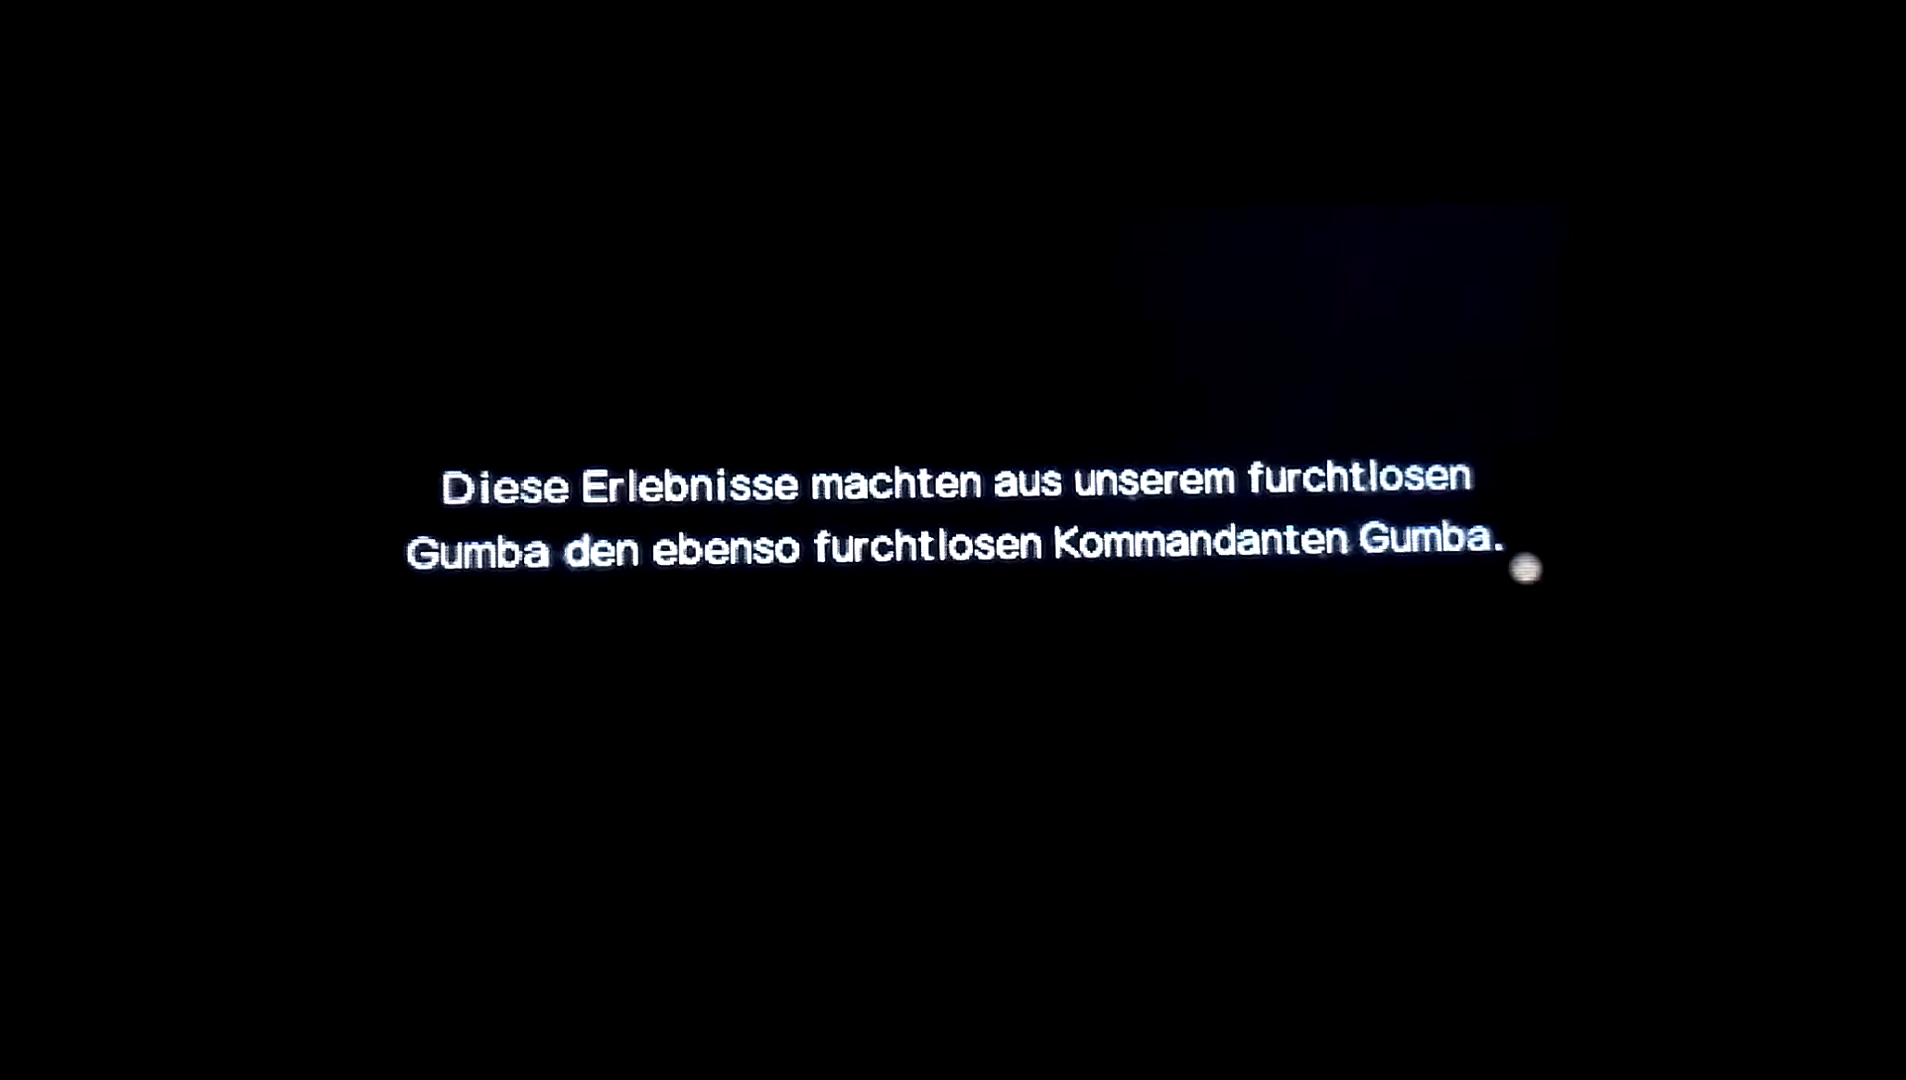 Diese Erlebnisse machten aus unserem furchtlosen
Gumba den ebenso furchtlosen Kommandanten Gumba.